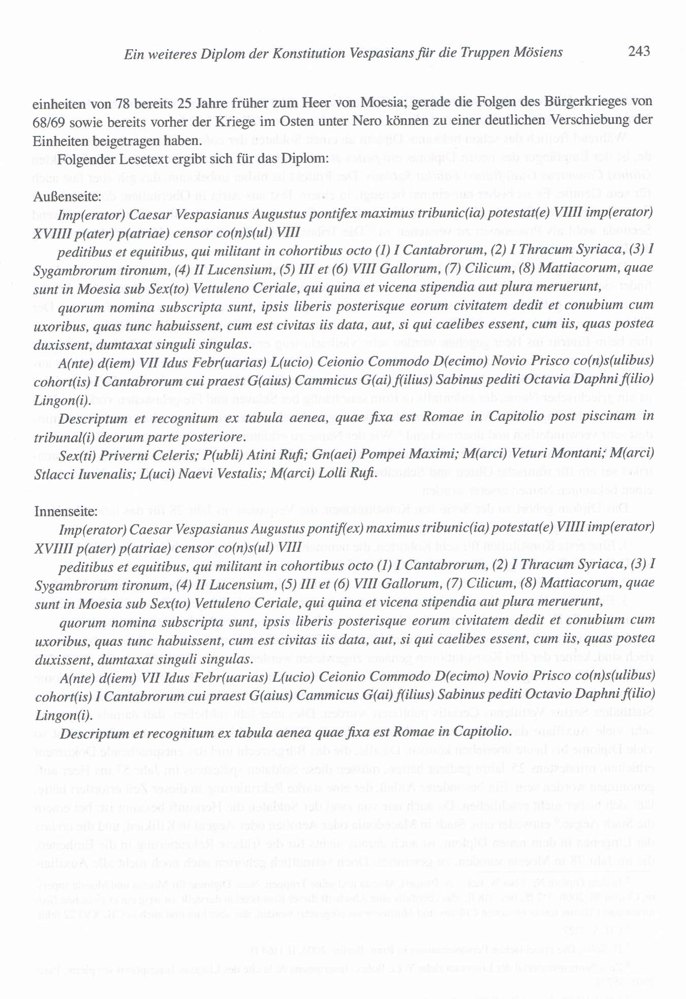 Ein weiteres Diplom der Konstitution Vespasians für die Truppen Mösiens 243
einheiten von 78 bereits 25 Jahre früher zum Heer von Moesia; gerade die Folgen des Bürgerkrieges von
68/69 sowie bereits vorher der Kriege im Osten unter Nero können zu einer deutlichen Verschiebung der
Einheiten beigetragen haben.
Folgender Lesetext ergibt sich für das Diplom:
Außenseite:
Imp(erator) Caesar Vespasianus Augustus pontifex maximus tribunic(ia) potestat(e) VIIII imp(erator)
XVIIII p(ater) p(atriae) censor co(n)s(ul) VIII
peditibus et equitibus, qui militant in cohortibus octo (1) I Cantabrorum, (2) I Thracum Syriaca, (3) I
Sygambrorum tironum, (4) II Lucensium, (5) III et (6) VIII Gallorum, (7) Cilicum, (8) Mattiacorum, quae
sunt in Moesia sub Sex(to) Vettuleno Ceriale, qui quina et vicena stipendia aut plura meruerunt,
quorum nomina subscripta sunt, ipsis liberis posterisque eorum civitatem dedit et conubium cum
uxoribus, quas tunc habuissent, cum est civitas iis data, aut, si qui caelibes essent, cum iis, quas postea
duxissent, dumtaxat singuli singulas.
A(nte) d(iem) VII Idus Febr(uarias) L(ucio) Ceionio Commodo D(ecimo) Novio Prisco co(n)s(ulibus)
cohort(is) I Cantabrorum cui praest G(aius) Cammicus G(ai) f(ilius) Sabinus pediti Octavia Daphni f(ilio)
Lingon(i).
Descriptum et recognitum ex tabula aenea, quae fixa est Romae in Capitolio post piscinam in
tribunal(i) deorum parte posteriore.
Sex(ti) Priverni Celeris; P(ubli) Atini Rufi; Gn(aei) Pompei Maximi; M(arci) Veturi Montani; M(arci)
Stlacci Iuvenalis; L(uci) Naevi Vestalis; M(arci) Lolli Rufi.
Innenseite:
Imp(erator) Caesar Vespasianus Augustus pontif(ex) maximus tribunic(ia) potestat(e) VIIII imp(erator)
XVIIII p(ater) p(atriae) censor co(n)s(ul) VIII
peditibus et equitibus, qui militant in cohortibus octo (1) I Cantabrorum, (2) I Thracum Syriaca, (3) I
Sygambrorum tironum, (4) II Lucensium, (5) III et (6) VIII Gallorum, (7) Cilicum, (8) Mattiacorum, quae
sunt in Moesia sub Sex(to) Vettuleno Ceriale, qui quina et vicena stipendia aut plura meruerunt,
quorum nomina subscripta sunt, ipsis liberis posterisque eorum civitatem dedit et conubium cum
uxoribus, quas tunc habuissent, cum est civitas iis data, aut, si qui caelibes essent, cum iis, quas postea
duxissent, dumtaxat singuli singulas.
A(nte) d(iem) VII Idus Febr(uarias) L(ucio) Ceionio Commodo D(ecimo) Novio Prisco co(n)s(ulibus)
cohort(is) I Cantabrorum cui praest G(aius) Cammicus G(ai) f(ilius) Sabinus pediti Octavio Daphni f(ilio)
Lingon(i).
Descriptum et recognitum ex tabula aenea quae fixa est Romae in Capitolio.